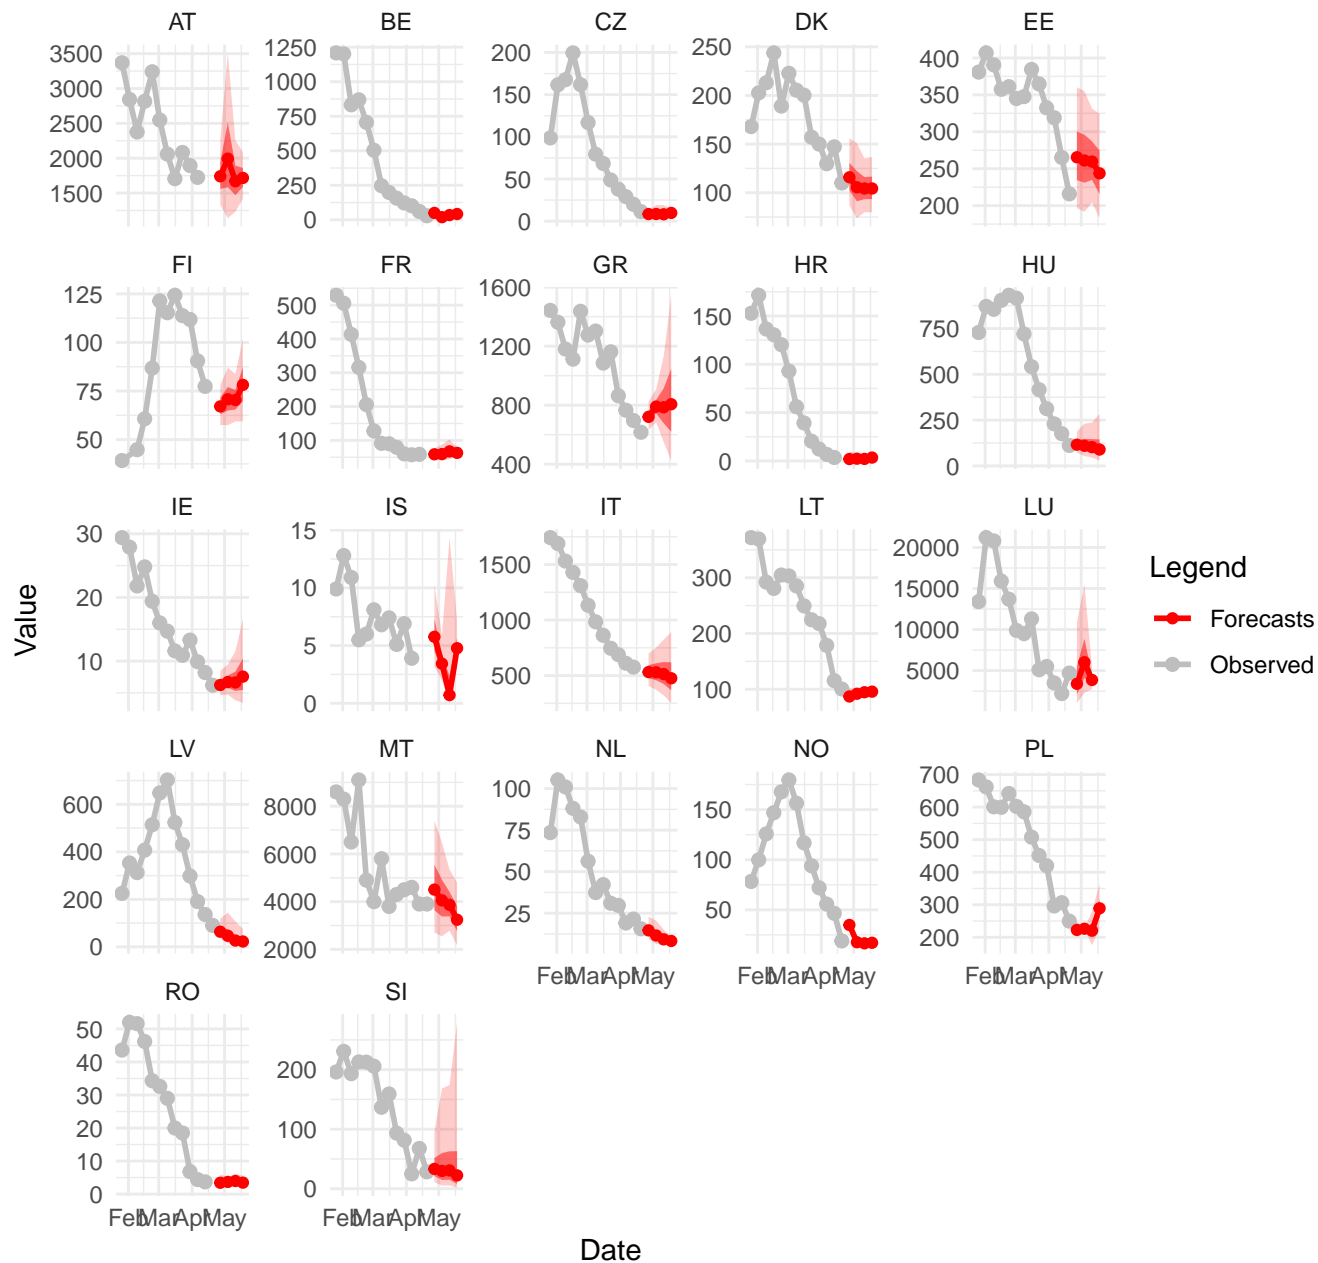 AT BE CZ DK EE
3500 3000 2500 2000 1500
1250 1000 750 500 250 0
200 150 100 50 0
250 200 150 100
400 350 300 250 200
FI FR GR HR HU
125 100 75 50
500 400 300 200 100
1600 1200 800 400
150 100 50 0
750 500 250 0
IE IS IT LT LU
30 20 10
15 10 5 0
1500 1000 500
300 200 100
20000 15000 10000 5000
LV MT NL NO PL
600 400 200 0
8000 6000 4000 2000
100 75 50 25
150 100 50
700 600 500 400 300 200
Feb Mar Apr May Feb Mar Apr May Feb Mar Apr May
RO SI
50 40 30 20 10 0
200 100 0
Feb Mar Apr May Feb Mar Apr May
Value
Date
Legend
Forecasts
Observed